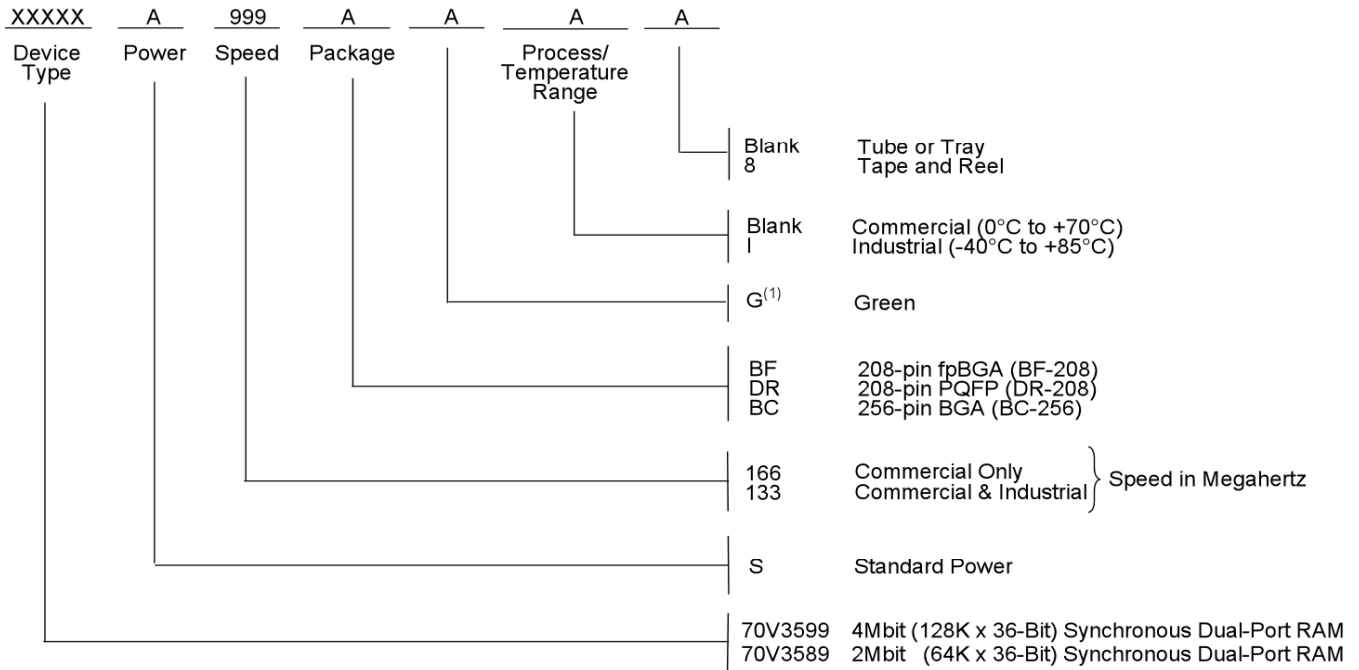 XXXXX A 999 A A A A
Device Type Power Speed Package Process/ Temperature Range
Blank Tube or Tray
8 Tape and Reel
Blank Commercial (0°C to +70°C)
I Industrial (-40°C to +85°C)
G(1) Green
BF 208-pin fpBGA (BF-208)
DR 208-pin PQFP (DR-208)
BC 256-pin BGA (BC-256)
166 Commercial Only
133 Commercial & Industrial
Speed in Megahertz
S Standard Power
70V3599 4Mbit (128K x 36-Bit) Synchronous Dual-Port RAM
70V3589 2Mbit (64K x 36-Bit) Synchronous Dual-Port RAM